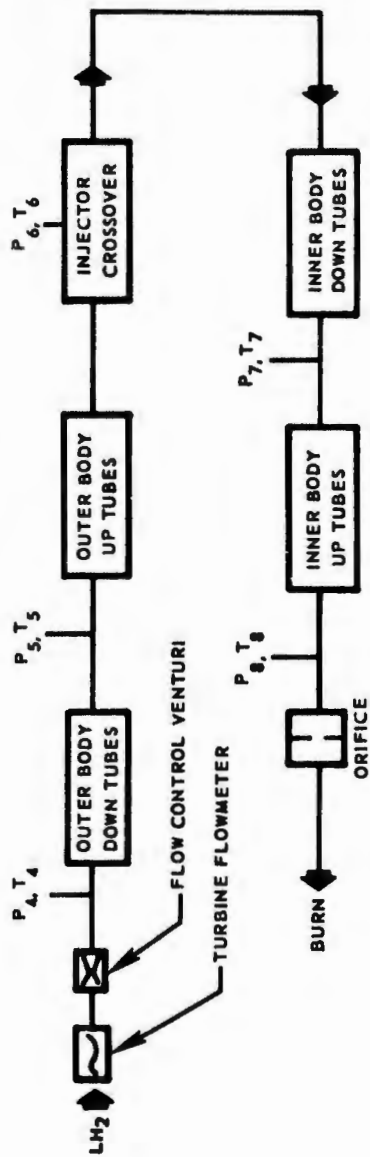 LH2
TURBINE FLOWMETER
FLOW CONTROL VENTURI
P4, T4
OUTER BODY
DOWN TUBES
P5, T5
OUTER BODY
UP TUBES
P6, T6
INJECTOR
CROSSOVER
INNER BODY
DOWN TUBES
P7, T7
INNER BODY
UP TUBES
P8, T8
ORIFICE
BURN